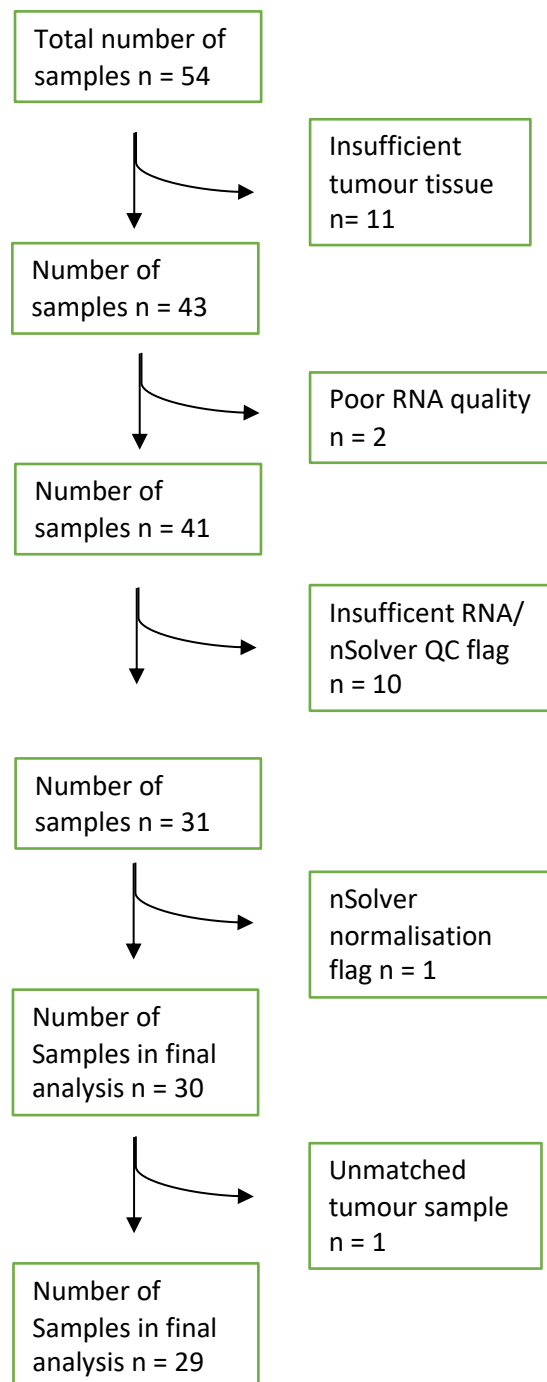 Total number of
samples n = 54
Insufficient
tumour tissue
n= 11
Number of
samples n = 43
Poor RNA quality
n = 2
Number of
samples n = 41
Insufficent RNA/
nSolver QC flag
n = 10
Number of
samples n = 31
nSolver
normalisation
flag n = 1
Number of
Samples in final
analysis n = 30
Unmatched
tumour sample
n = 1
Number of
Samples in final
analysis n = 29